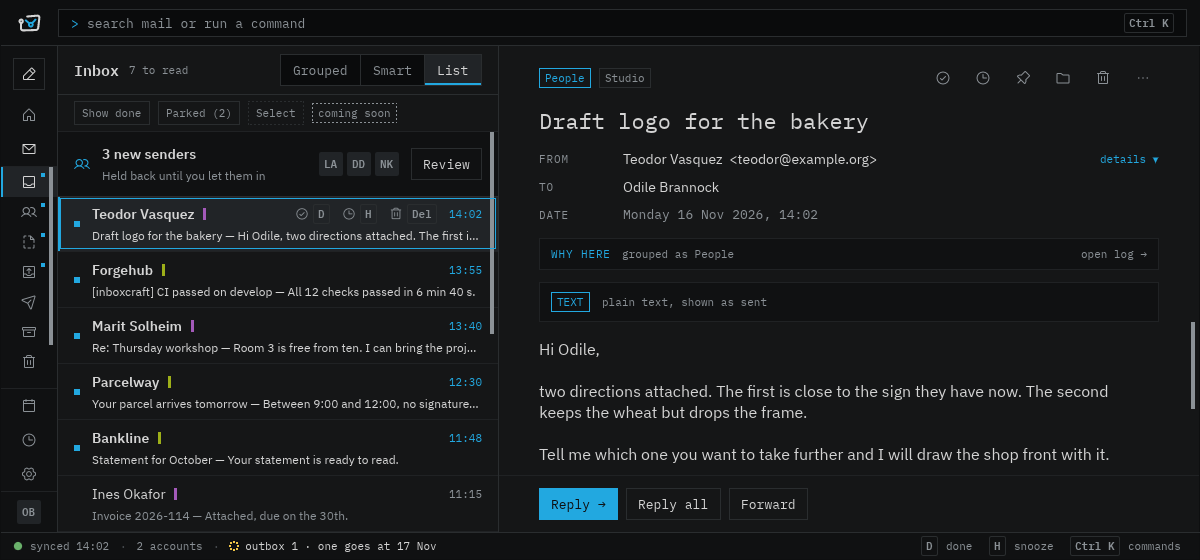 > search mail or run a command Ctrl K
Inbox 7 to read Grouped Smart List
Show done Parked (2) Select coming soon
3 new senders
Held back until you let them in
LA DD NK Review
Teodor Vasquez D H Del 14:02
Draft logo for the bakery — Hi Odile, two directions attached. The first i…
Forgehub 13:55
[inboxcraft] CI passed on develop — All 12 checks passed in 6 min 40 s.
Marit Solheim 13:40
Re: Thursday workshop — Room 3 is free from ten. I can bring the proj…
Parcelway 12:30
Your parcel arrives tomorrow — Between 9:00 and 12:00, no signature…
Bankline 11:48
Statement for October — Your statement is ready to read.
Ines Okafor 11:15
Invoice 2026-114 — Attached, due on the 30th.
OB
People Studio
Draft logo for the bakery
FROM Teodor Vasquez <teodor@example.org> details ▾
TO Odile Brannock
DATE Monday 16 Nov 2026, 14:02
WHY HERE grouped as People open log →
TEXT plain text, shown as sent
Hi Odile,
two directions attached. The first is close to the sign they have now. The second
keeps the wheat but drops the frame.
Tell me which one you want to take further and I will draw the shop front with it.
Reply → Reply all Forward
synced 14:02 · 2 accounts · outbox 1 · one goes at 17 Nov D done H snooze Ctrl K commands